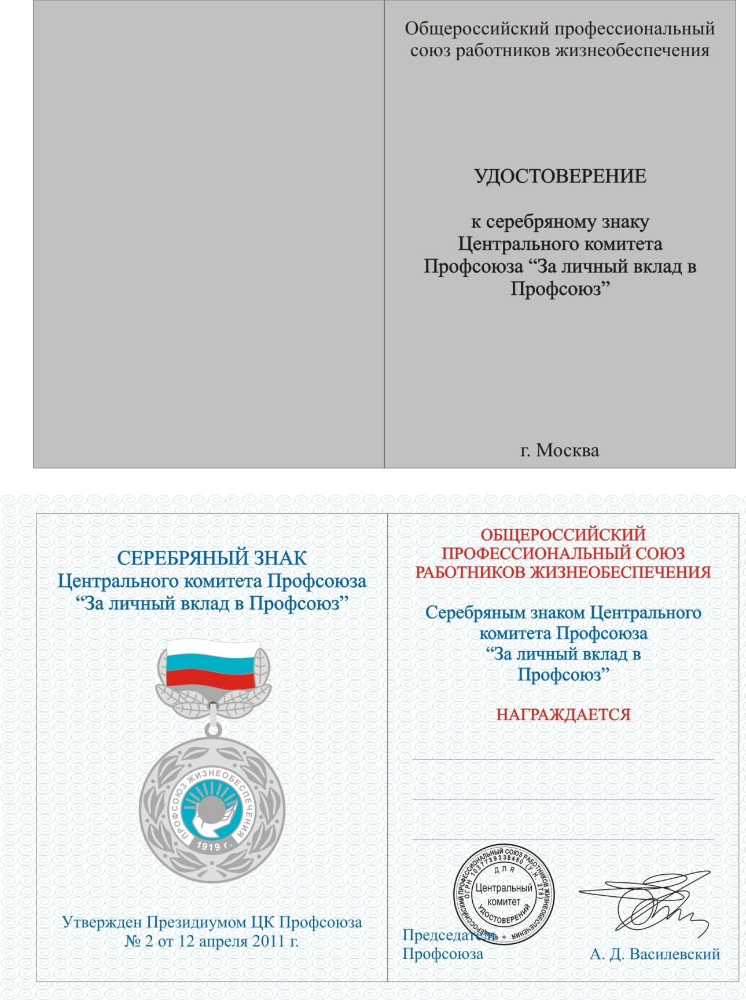 Общероссийский профессиональный
союз работников жизнеобеспечения
УДОСТОВЕРЕНИЕ
к серебряному знаку
Центрального комитета
Профсоюза “За личный вклад в
Профсоюз”
г. Москва
СЕРЕБРЯНЫЙ ЗНАК
Центрального комитета Профсоюза
“За личный вклад в Профсоюз”
ПРОФСОЮЗ ЖИЗНЕОБЕСПЕЧЕНИЯ
1919 г.
Утвержден Президиумом ЦК Профсоюза
№ 2 от 12 апреля 2011 г.
ОБЩЕРОССИЙСКИЙ
ПРОФЕССИОНАЛЬНЫЙ СОЮЗ
РАБОТНИКОВ ЖИЗНЕОБЕСПЕЧЕНИЯ
Серебряным знаком Центрального
комитета Профсоюза
“За личный вклад в
Профсоюз”
НАГРАЖДАЕТСЯ
ОБЩЕРОССИЙСКИЙ ПРОФЕССИОНАЛЬНЫЙ СОЮЗ РАБОТНИКОВ ЖИЗНЕОБЕСПЕЧЕНИЯ *
ОГРН 1037739338450 (У.Н. 278)
ДЛЯ
Центральный
комитет
УДОСТОВЕРЕНИЙ
Председатель
Профсоюза
А. Д. Василевский